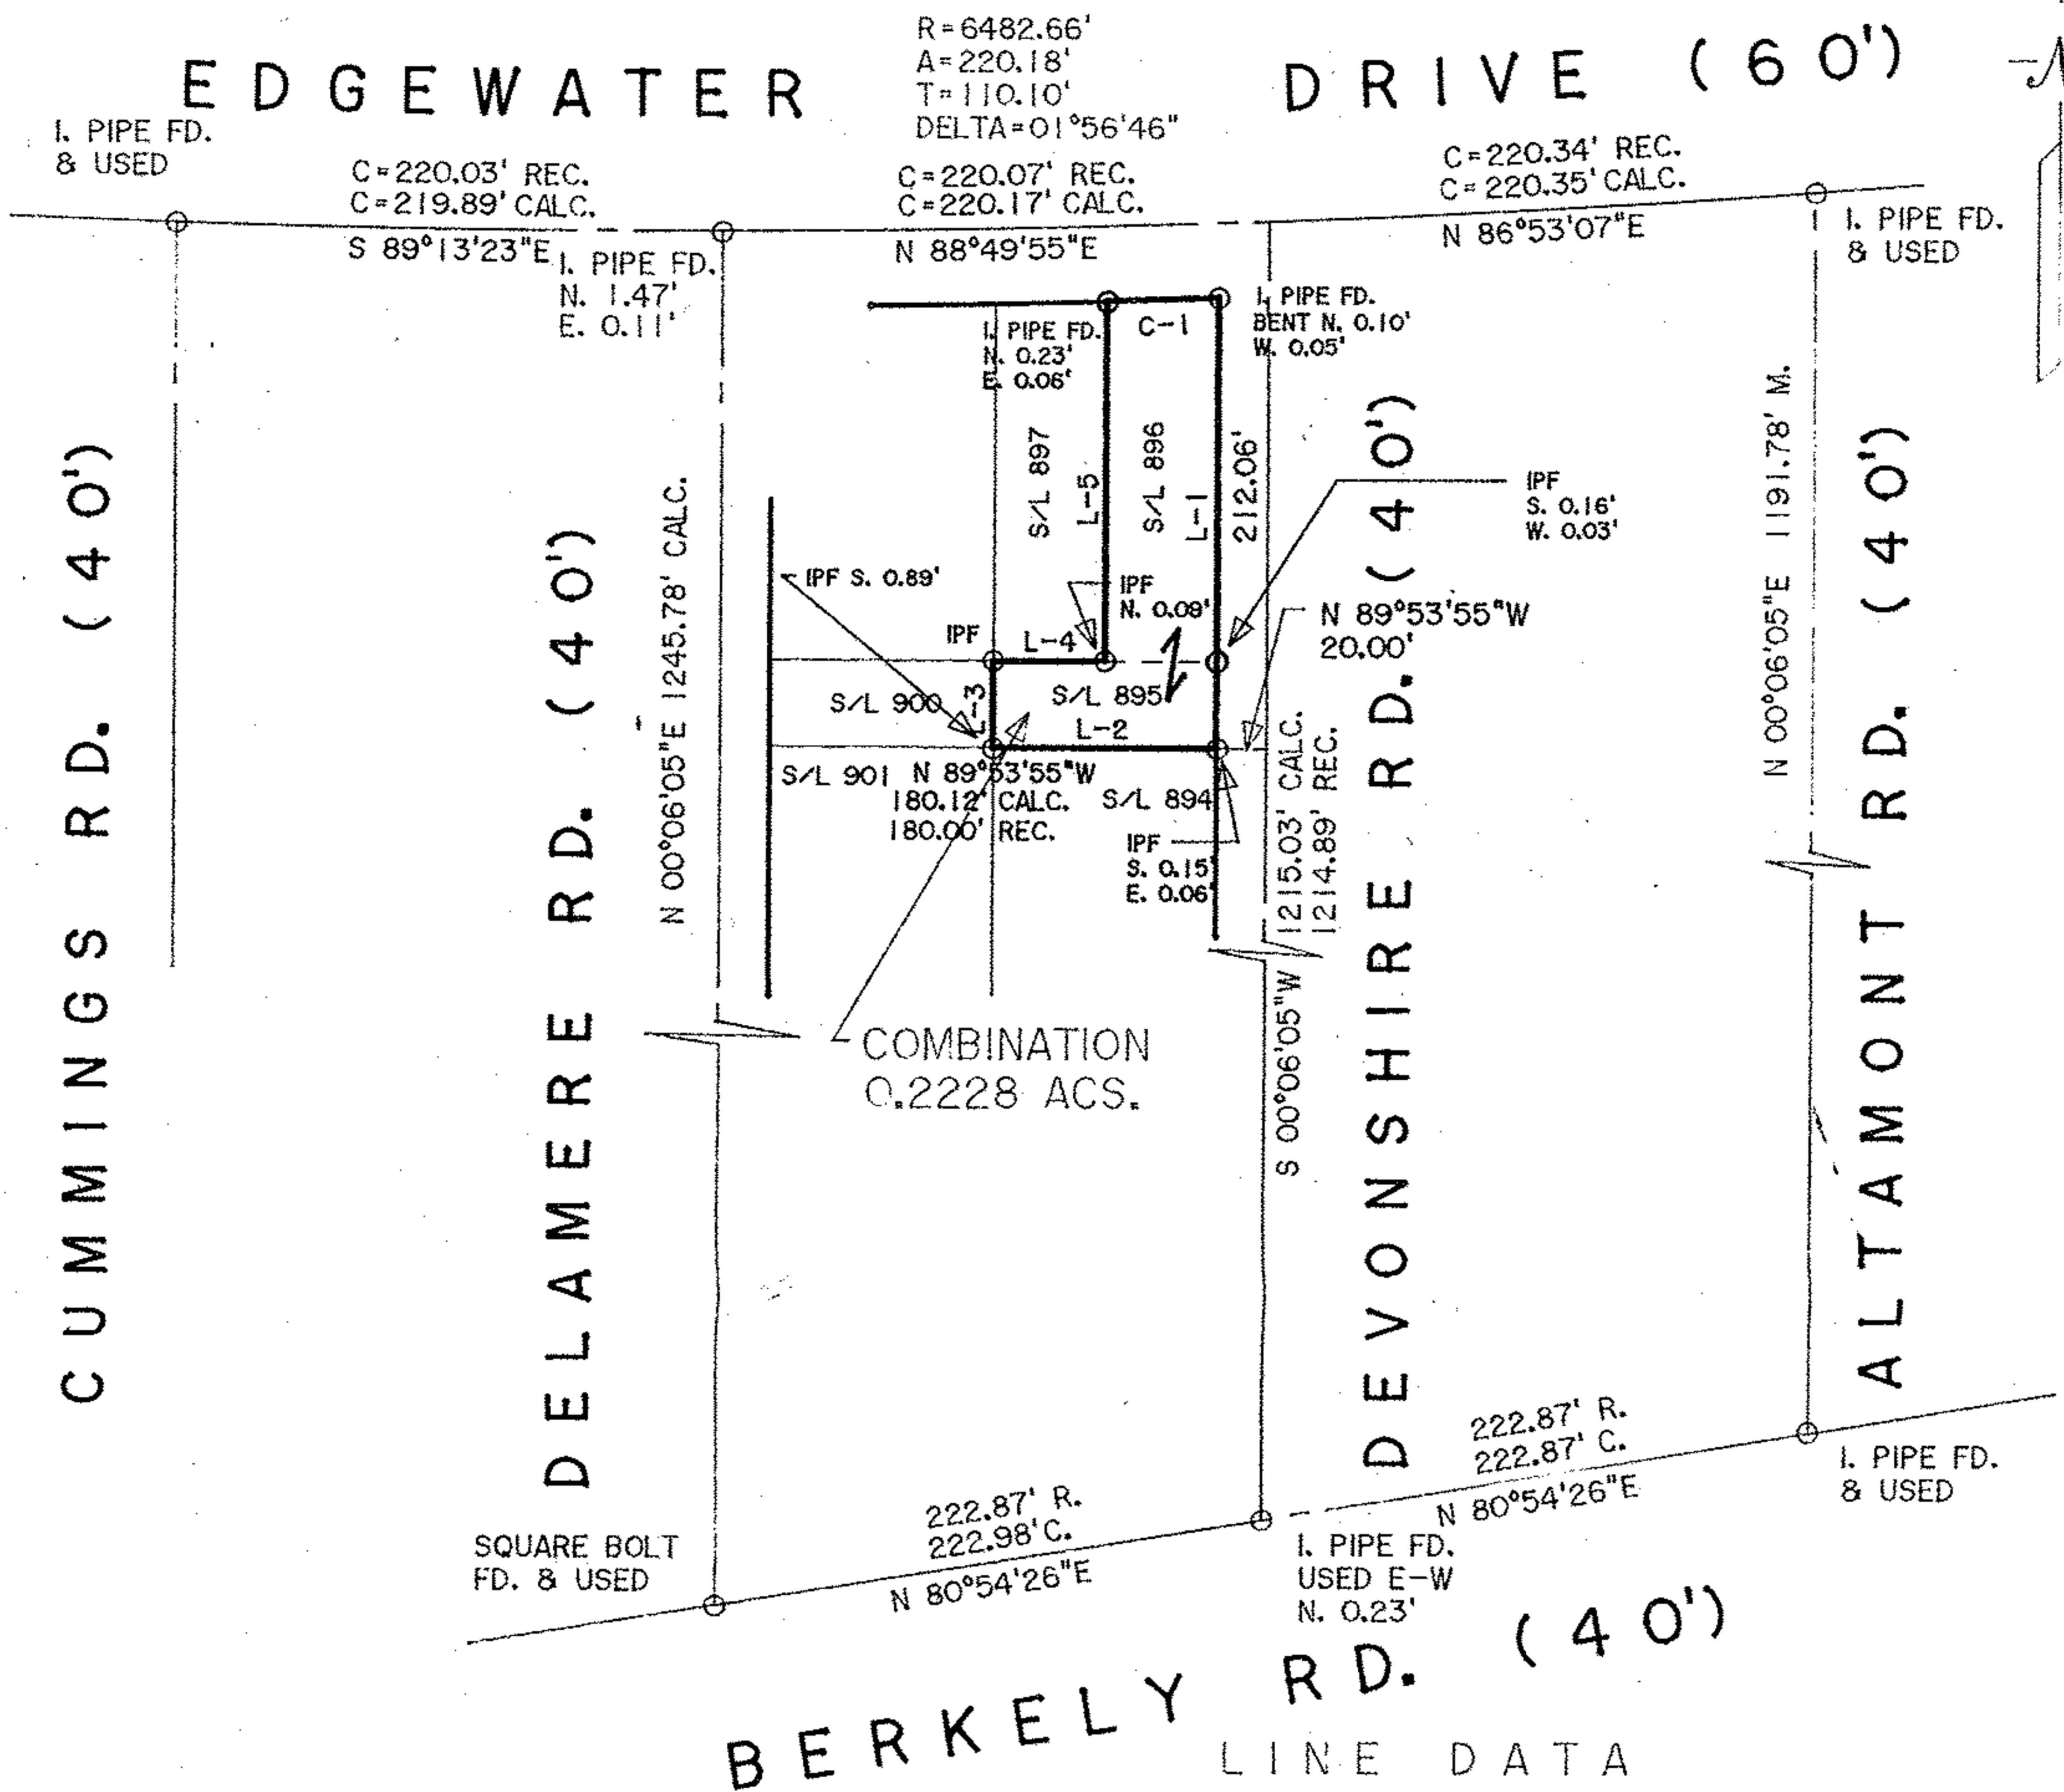 R=6482.66'
A=220.18'
T=110.10'
DELTA=01°56'46"
EDGEWATER DRIVE (60')
I. PIPE FD.
& USED
C=220.03' REC.
C=219.89' CALC.
S 89°13'23"E
C=220.07' REC.
C=220.17' CALC.
N 88°49'55"E
C=220.34' REC.
C=220.35' CALC.
N 86°53'07"E
I. PIPE FD.
& USED
I. PIPE FD.
N. 1.47'
E. 0.11'
I. PIPE FD.
N. 0.23'
E. 0.06'
C-1
I. PIPE FD.
BENT N. 0.10'
W. 0.05'
CUMMINGS RD. (40')
DELAMERE RD. (40')
N 00°06'05"E 1245.78' CALC.
S/L 897
L-5
S/L 896
L-1
212.06'
DEVONSHIRE RD. (40')
N 00°06'05"E 1191.78' M.
ALTAMONT RD. (40')
IPF
S. 0.16'
W. 0.03'
IPF S. 0.89'
IPF
N. 0.09'
IPF
L-4
N 89°53'55"W
20.00'
S/L 900
L-3
S/L 895
L-2
S/L 901
N 89°53'55"W
180.12' CALC.
180.00' REC.
S/L 894
IPF
S. 0.15'
E. 0.06'
S 00°06'05"W 1215.03' CALC.
1214.89' REC.
COMBINATION
0.2228 ACS.
222.87' R.
222.87' C.
N 80°54'26"E
I. PIPE FD.
& USED
222.87' R.
222.98' C.
N 80°54'26"E
SQUARE BOLT
FD. & USED
I. PIPE FD.
USED E-W
N. 0.23'
BERKELY RD. (40')
LINE DATA